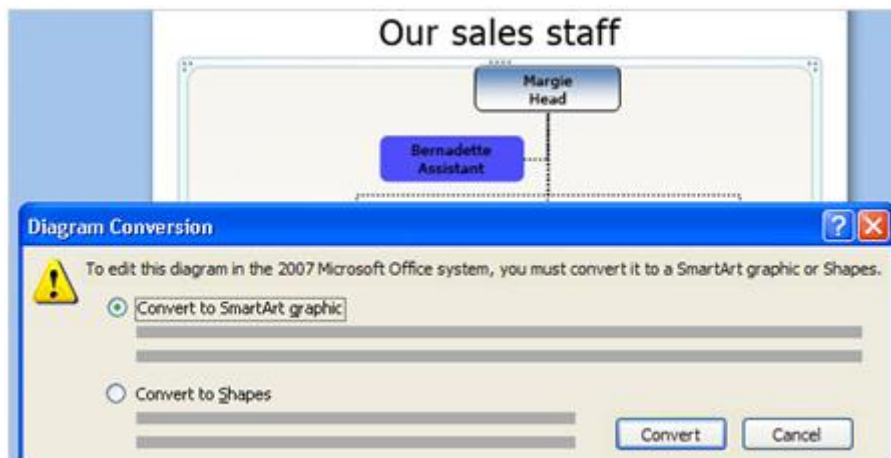 Our sales staff
Margie
Head
Bernadette
Assistant
Diagram Conversion
To edit this diagram in the 2007 Microsoft Office system, you must convert it to a SmartArt graphic or Shapes.
Convert to SmartArt graphic
Convert to Shapes
Convert Cancel